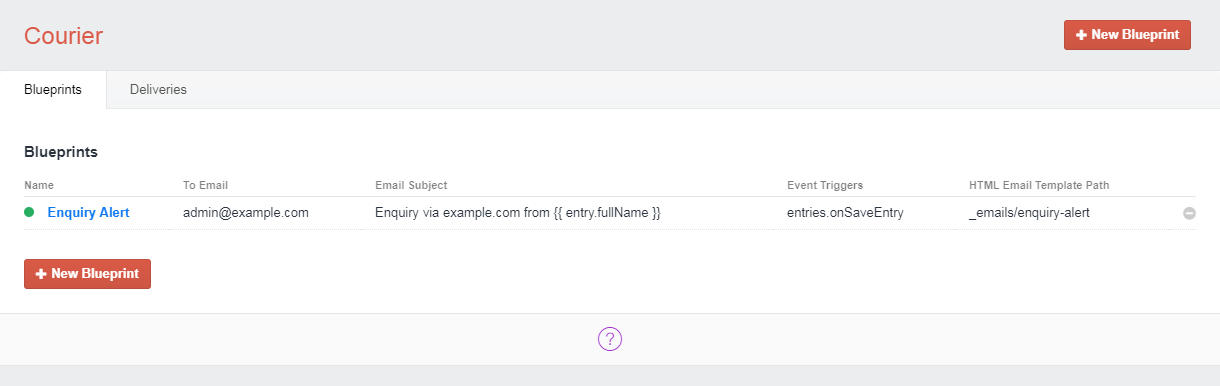 Courier
+ New Blueprint
Blueprints Deliveries
Blueprints
Name To Email Email Subject Event Triggers HTML Email Template Path
Enquiry Alert admin@example.com Enquiry via example.com from {{ entry.fullName }} entries.onSaveEntry _emails/enquiry-alert
+ New Blueprint
?